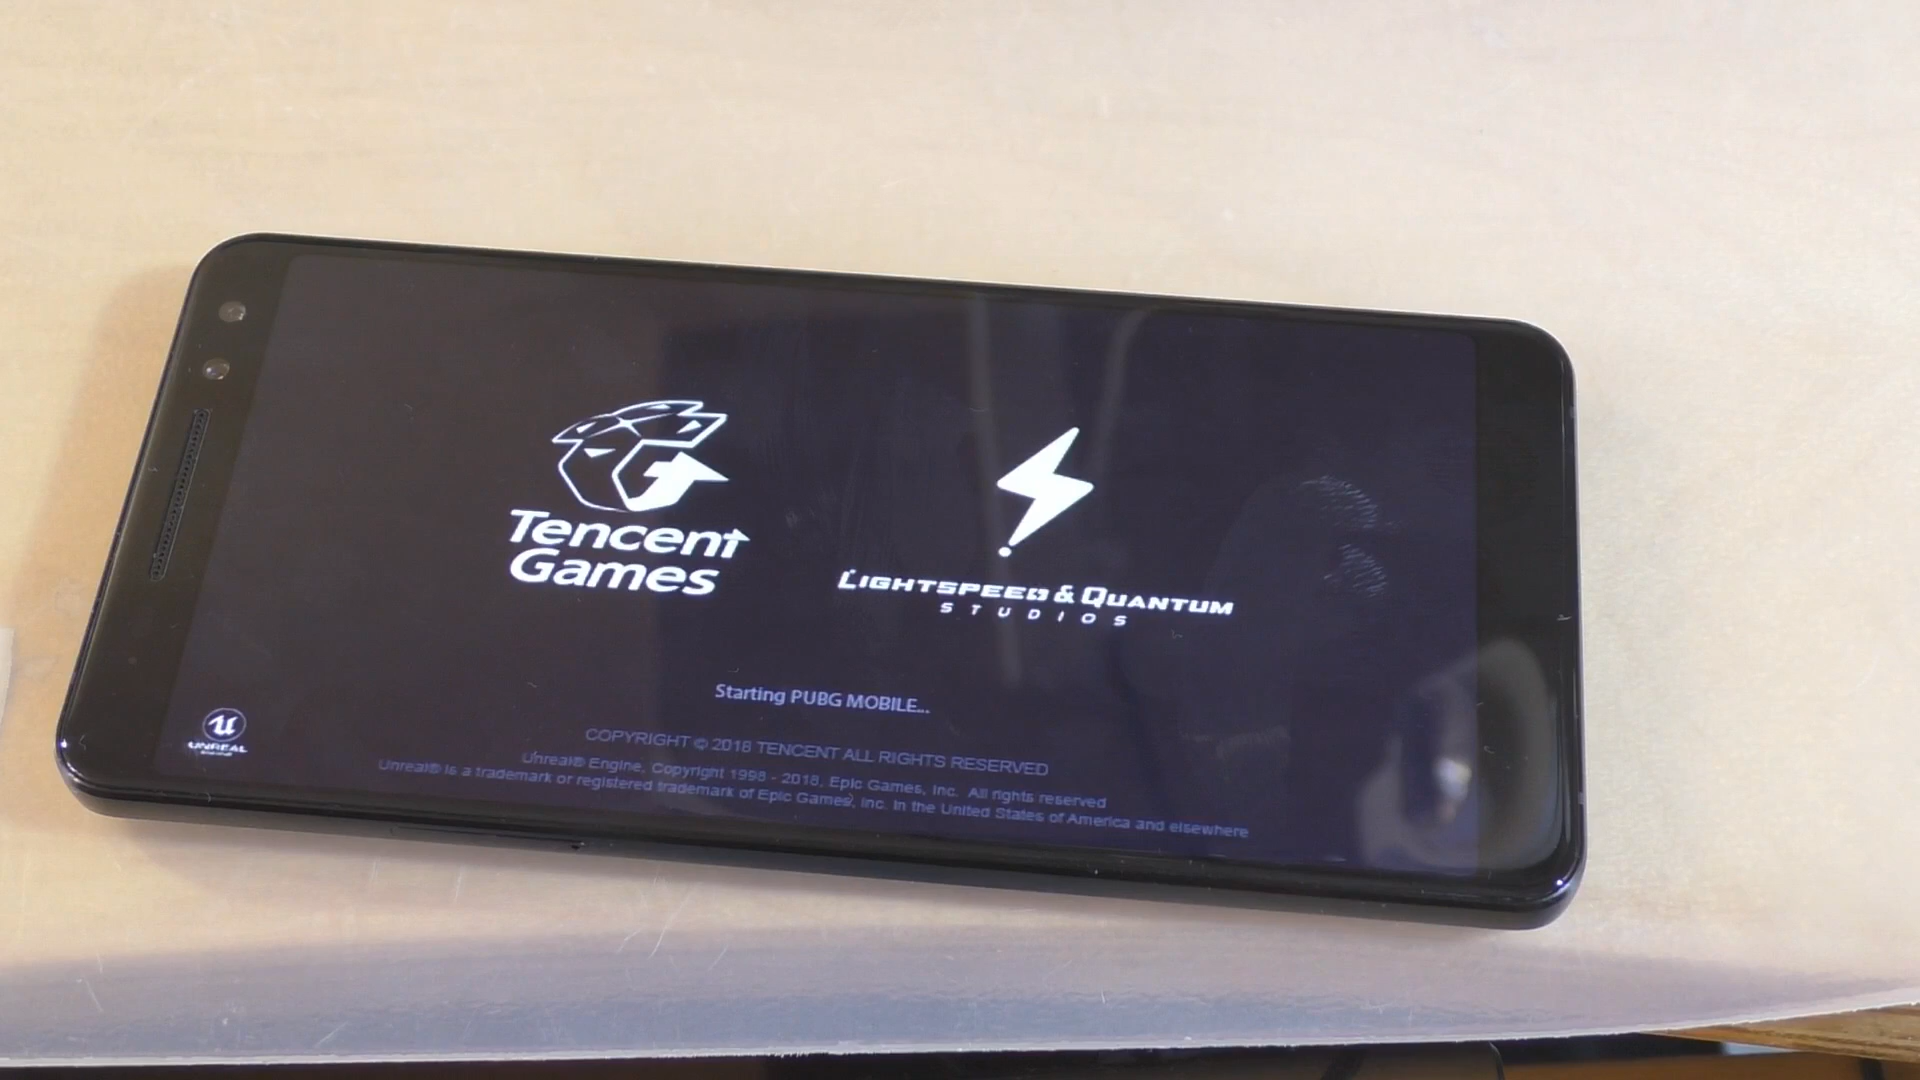 Tencent
Games
LIGHTSPEED & QUANTUM
STUDIOS
Starting PUBG MOBILE...
UNREAL
COPYRIGHT © 2018 TENCENT ALL RIGHTS RESERVED
Unreal® Engine, Copyright 1998 - 2018, Epic Games, Inc. All rights reserved
Unreal® is a trademark or registered trademark of Epic Games, Inc. in the United States of America and elsewhere